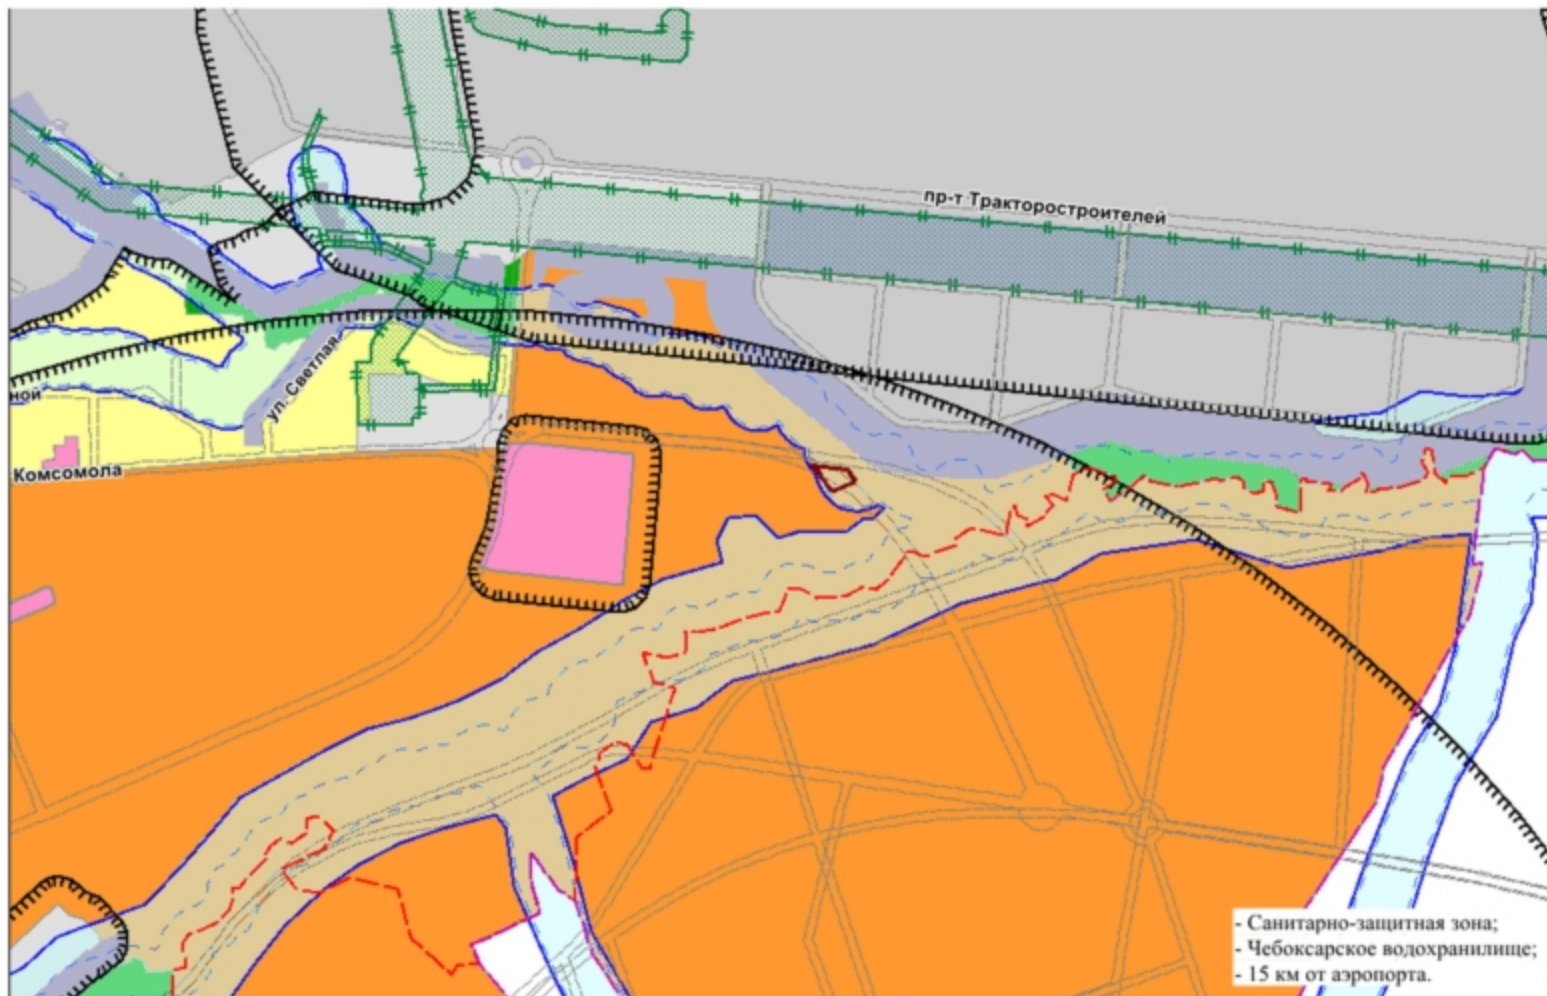 пр-т Тракторостроителей
ул. Светлая
ной
Комсомола
- Санитарно-защитная зона;
- Чебоксарское водохранилище;
- 15 км от аэропорта.